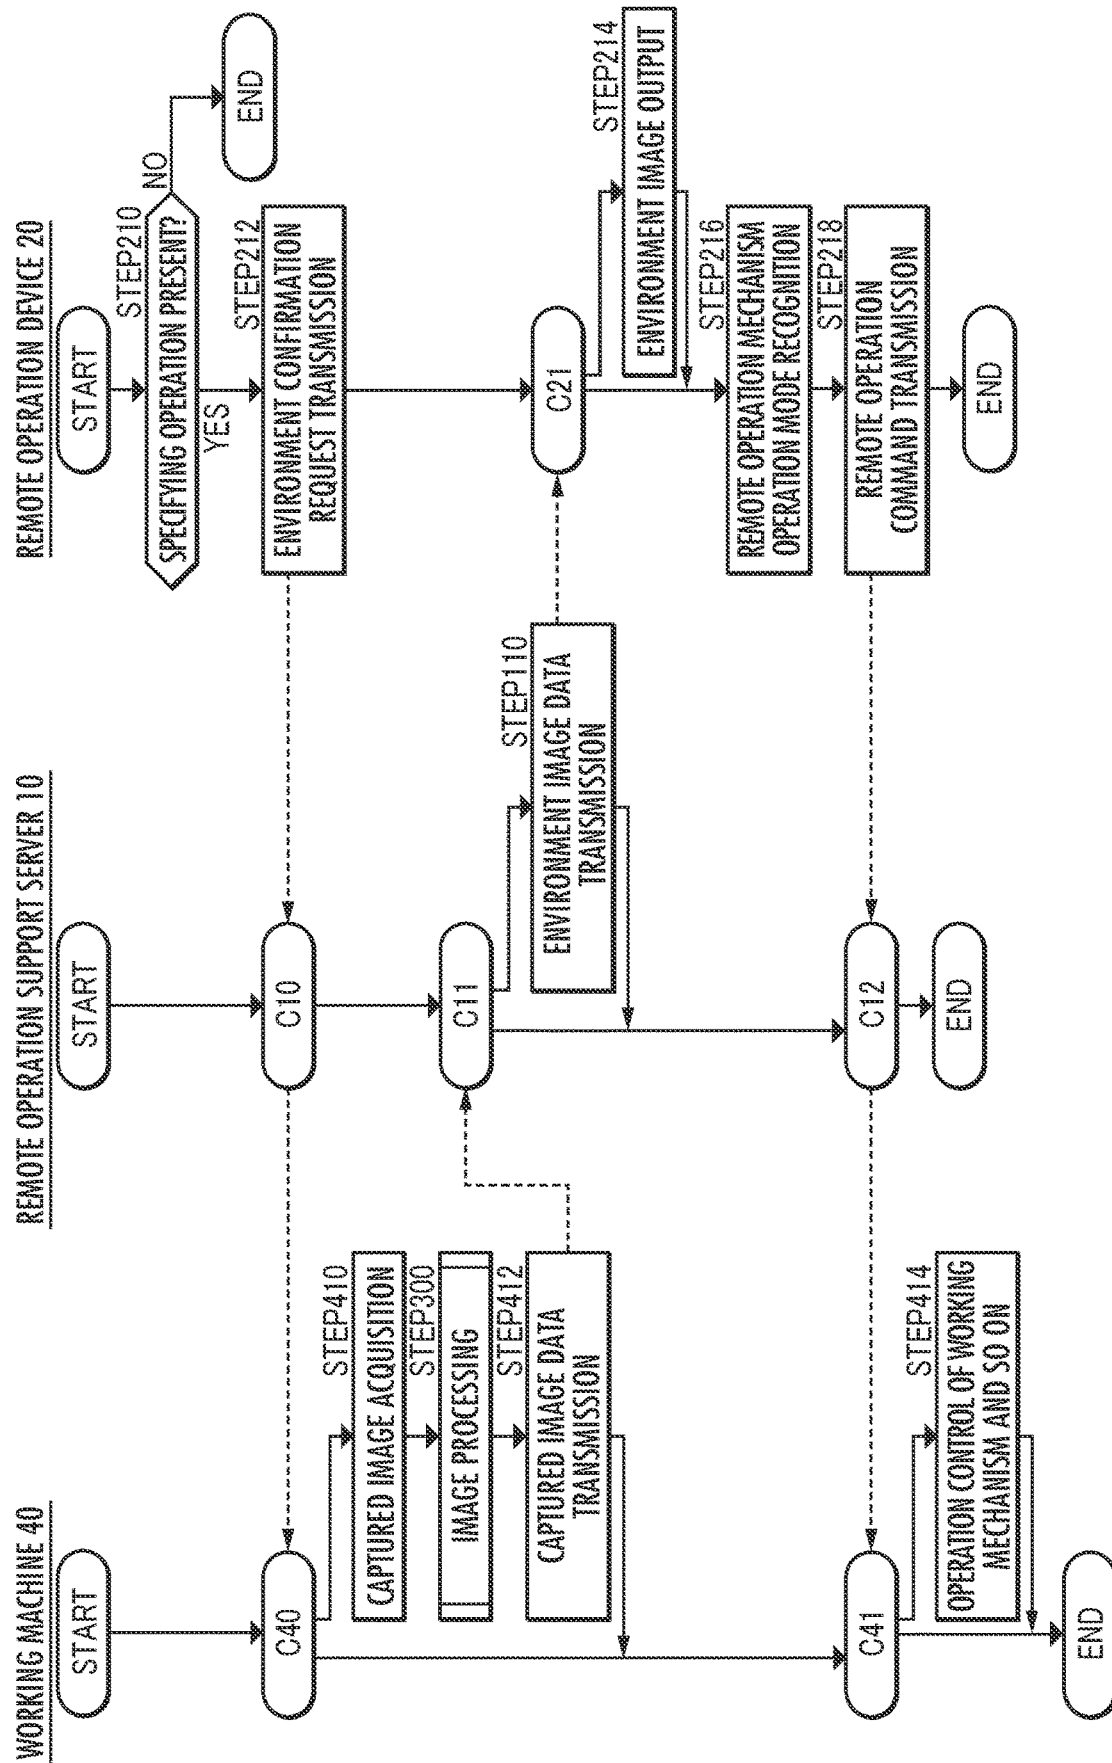 REMOTE OPERATION DEVICE 20
START
STEP210
SPECIFYING OPERATION PRESENT?
NO
END
YES
STEP212
ENVIRONMENT CONFIRMATION
REQUEST TRANSMISSION
C21
STEP214
ENVIRONMENT IMAGE OUTPUT
STEP216
REMOTE OPERATION MECHANISM
OPERATION MODE RECOGNITION
STEP218
REMOTE OPERATION
COMMAND TRANSMISSION
END
REMOTE OPERATION SUPPORT SERVER 10
START
C10
C11
STEP110
ENVIRONMENT IMAGE DATA
TRANSMISSION
C12
END
WORKING MACHINE 40
START
C40
STEP410
CAPTURED IMAGE ACQUISITION
STEP300
IMAGE PROCESSING
STEP412
CAPTURED IMAGE DATA
TRANSMISSION
C41
STEP414
OPERATION CONTROL OF WORKING
MECHANISM AND SO ON
END